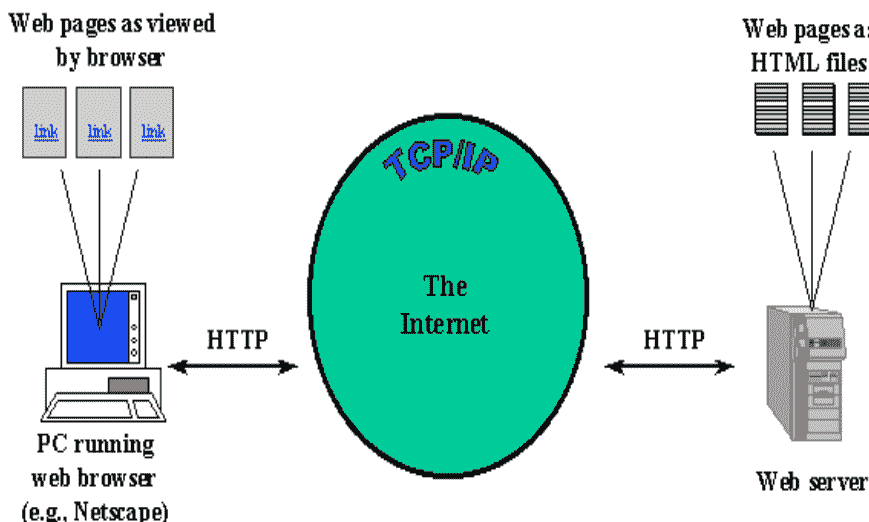 Web pages as viewed
by browser
link
link
link
Web pages as
HTML files
TCP/IP
The
Internet
HTTP
HTTP
PC running
web browser
(e.g., Netscape)
Web server